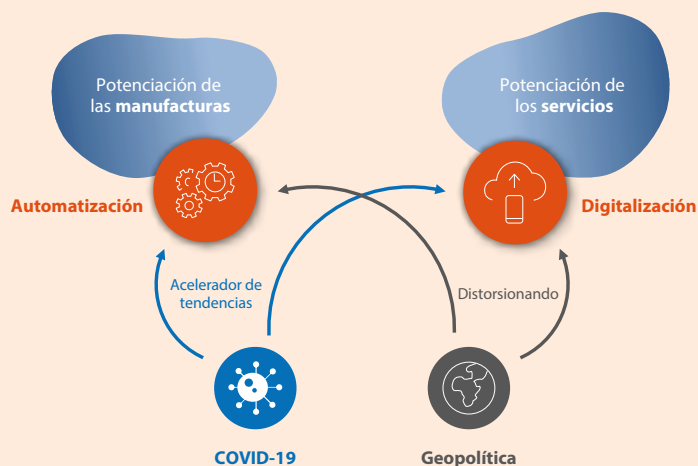 Potenciación de
las manufacturas
Potenciación de
los servicios
Automatización
Digitalización
Acelerador de
tendencias
Distorsionando
COVID-19
Geopolítica